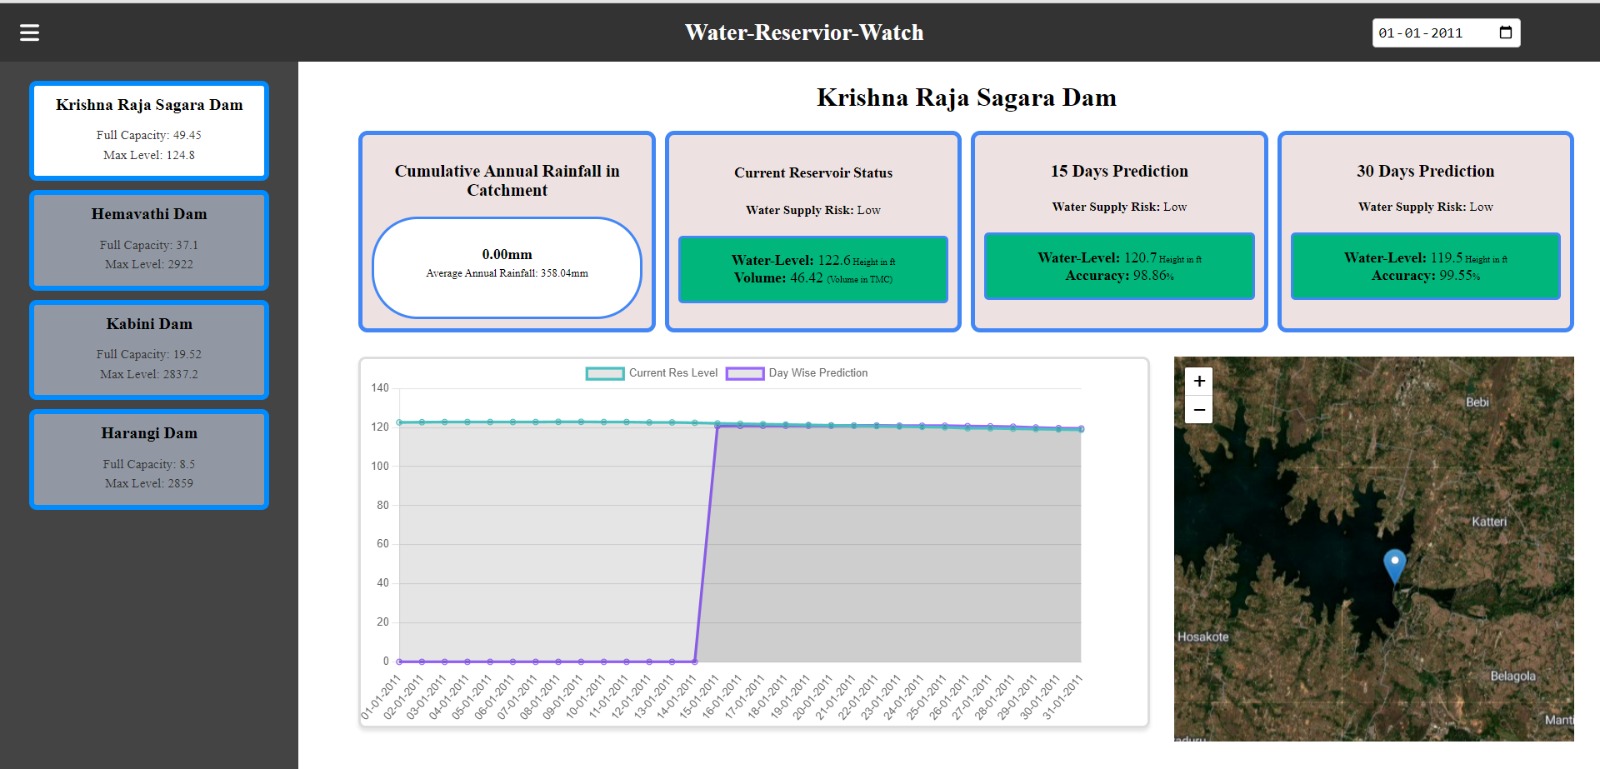 Water-Reservior-Watch
01-01-2011
Krishna Raja Sagara Dam
Full Capacity: 49.45
Max Level: 124.8
Hemavathi Dam
Full Capacity: 37.1
Max Level: 2922
Kabini Dam
Full Capacity: 19.52
Max Level: 2837.2
Harangi Dam
Full Capacity: 8.5
Max Level: 2859
Krishna Raja Sagara Dam
Cumulative Annual Rainfall in
Catchment
0.00mm
Average Annual Rainfall: 358.04mm
Current Reservoir Status
Water Supply Risk: Low
Water-Level: 122.6 Height in ft
Volume: 46.42 (Volume in TMC)
15 Days Prediction
Water Supply Risk: Low
Water-Level: 120.7 Height in ft
Accuracy: 98.86%
30 Days Prediction
Water Supply Risk: Low
Water-Level: 119.5 Height in ft
Accuracy: 99.55%
Current Res Level
Day Wise Prediction
140
120
100
80
60
40
20
0
01-01-2011
02-01-2011
03-01-2011
04-01-2011
05-01-2011
06-01-2011
07-01-2011
08-01-2011
09-01-2011
10-01-2011
11-01-2011
12-01-2011
13-01-2011
14-01-2011
15-01-2011
16-01-2011
17-01-2011
18-01-2011
19-01-2011
20-01-2011
21-01-2011
22-01-2011
23-01-2011
24-01-2011
25-01-2011
26-01-2011
27-01-2011
28-01-2011
29-01-2011
30-01-2011
31-01-2011
+
−
Bebi
Katteri
Hosakote
Belagola
Manti